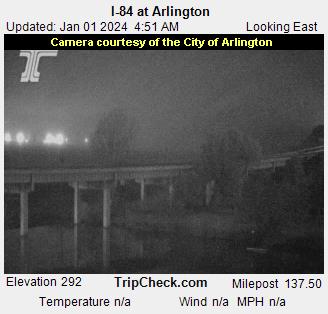 I-84 at Arlington
Updated: Jan 01 2024 4:51 AM Looking East
Camera courtesy of the City of Arlington
Elevation 292 TripCheck.com Milepost 137.50
Temperature n/a Wind n/a MPH n/a